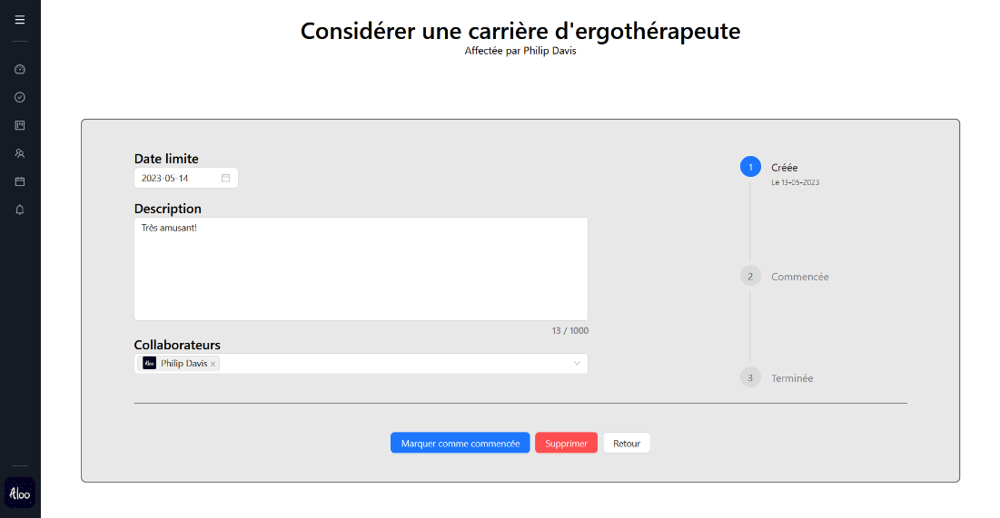 Considérer une carrière d'ergothérapeute
Affectée par Philip Davis
Date limite
2023-05-14
Description
Très amusant!
13 / 1000
Collaborateurs
Aloo Philip Davis ×
1 Créée
Le 13-05-2023
2 Commencée
3 Terminée
Marquer comme commencée Supprimer Retour
Aloo